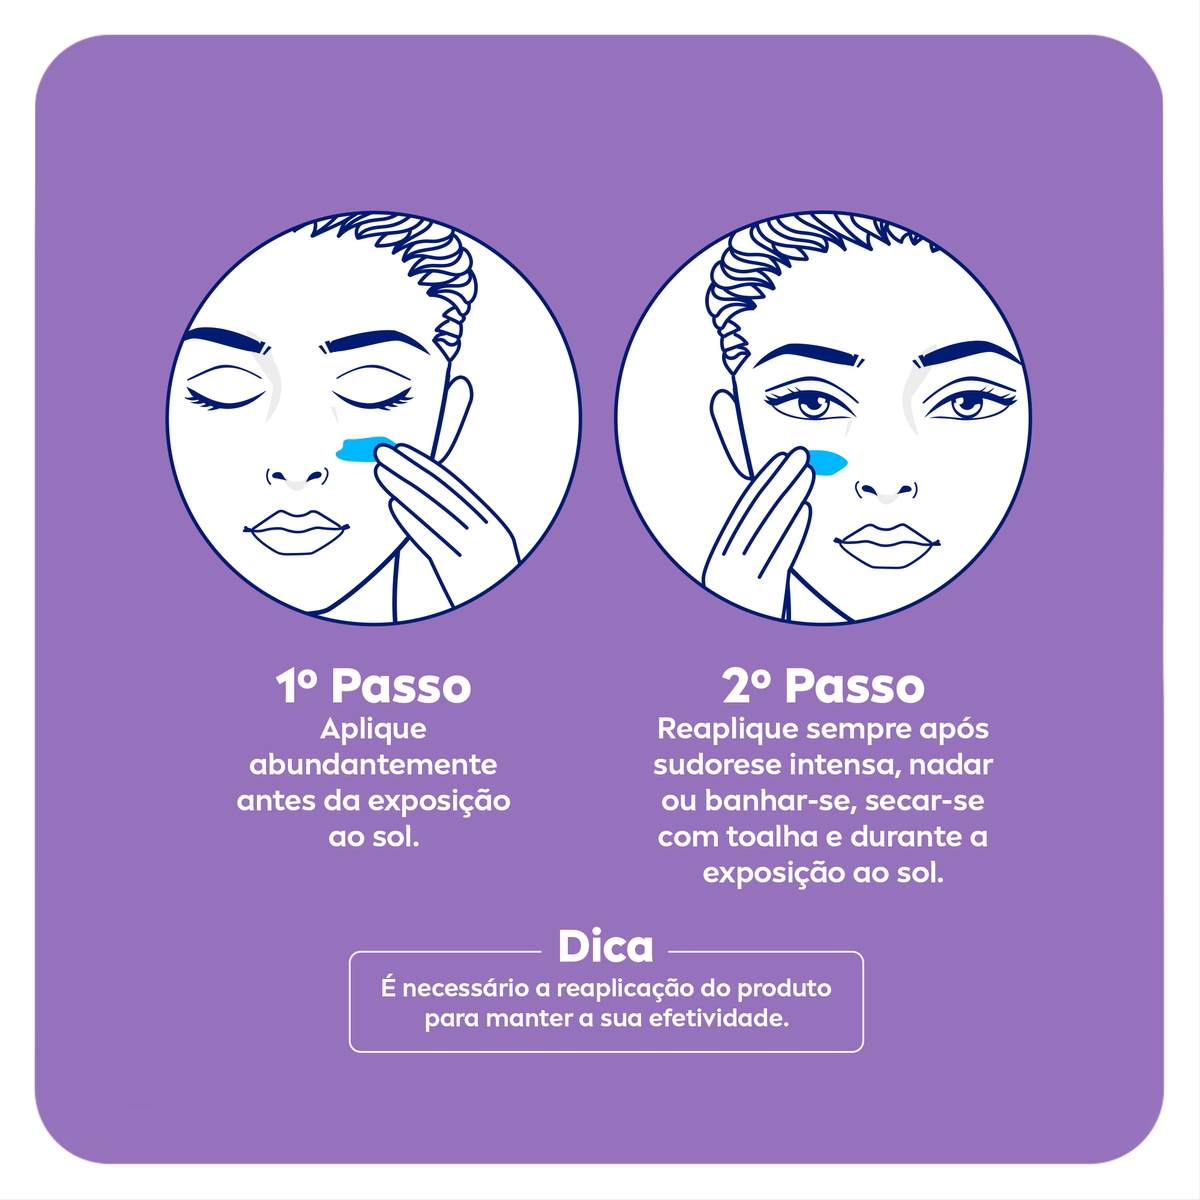 1º Passo
Aplique
abundantemente
antes da exposição
ao sol.
2º Passo
Reaplique sempre após
sudorese intensa, nadar
ou banhar-se, secar-se
com toalha e durante a
exposição ao sol.
Dica
É necessário a reaplicação do produto
para manter a sua efetividade.